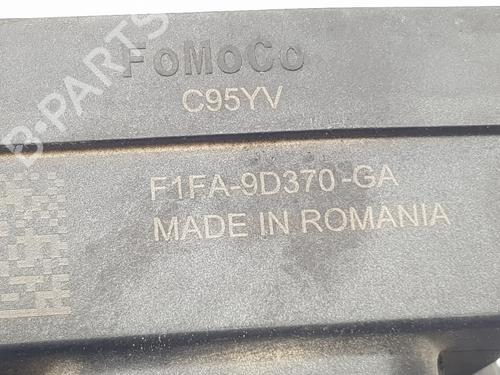 FoMoCo
C95YV
F1FA-9D370-GA
MADE IN ROMANIA
B-PARTS